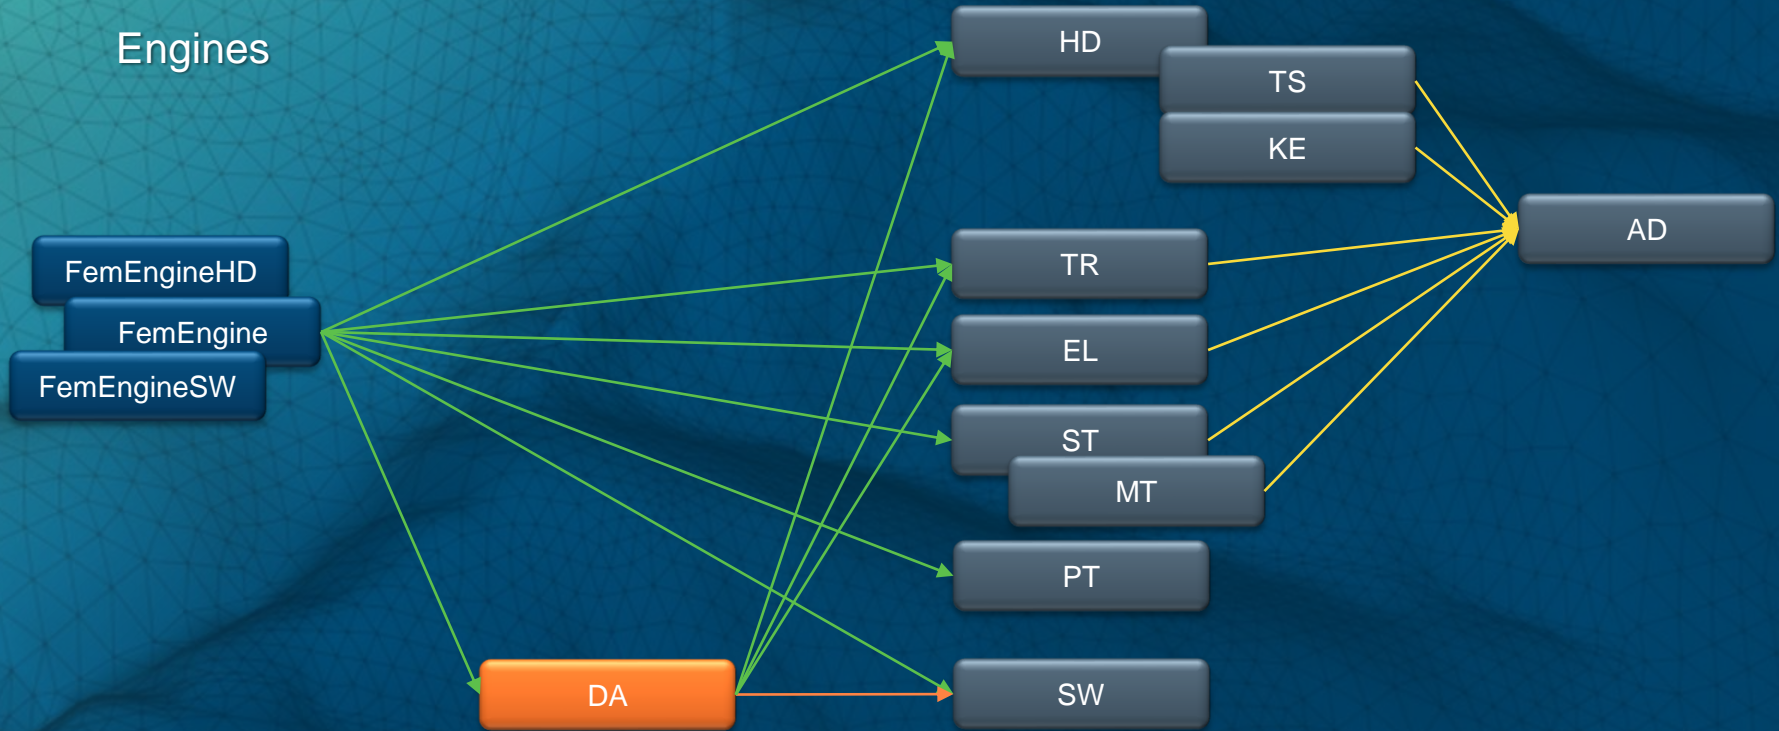 Engines
HD
TS
KE
AD
FemEngineHD
FemEngine
FemEngineSW
TR
EL
ST
MT
PT
DA
SW